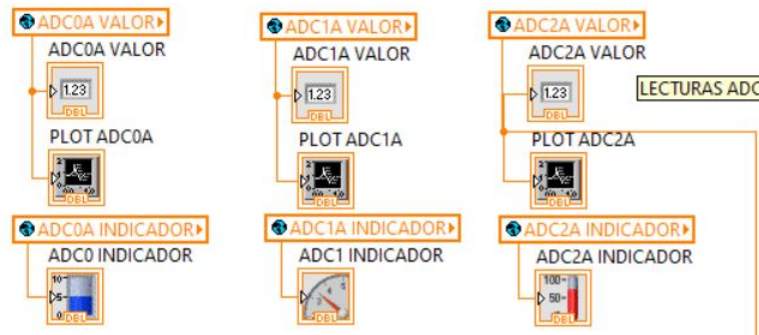 ADC0A VALOR
ADC0A VALOR
1.23
DBL
PLOT ADC0A
DBL
ADC0A INDICADOR
ADC0 INDICADOR
10-
5-
0
DBL
ADC1A VALOR
ADC1A VALOR
1.23
DBL
PLOT ADC1A
DBL
ADC1A INDICADOR
ADC1 INDICADOR
DBL
ADC2A VALOR
ADC2A VALOR
1.23
DBL
LECTURAS ADC
PLOT ADC2A
DBL
ADC2A INDICADOR
ADC2A INDICADOR
100-
50-
DBL